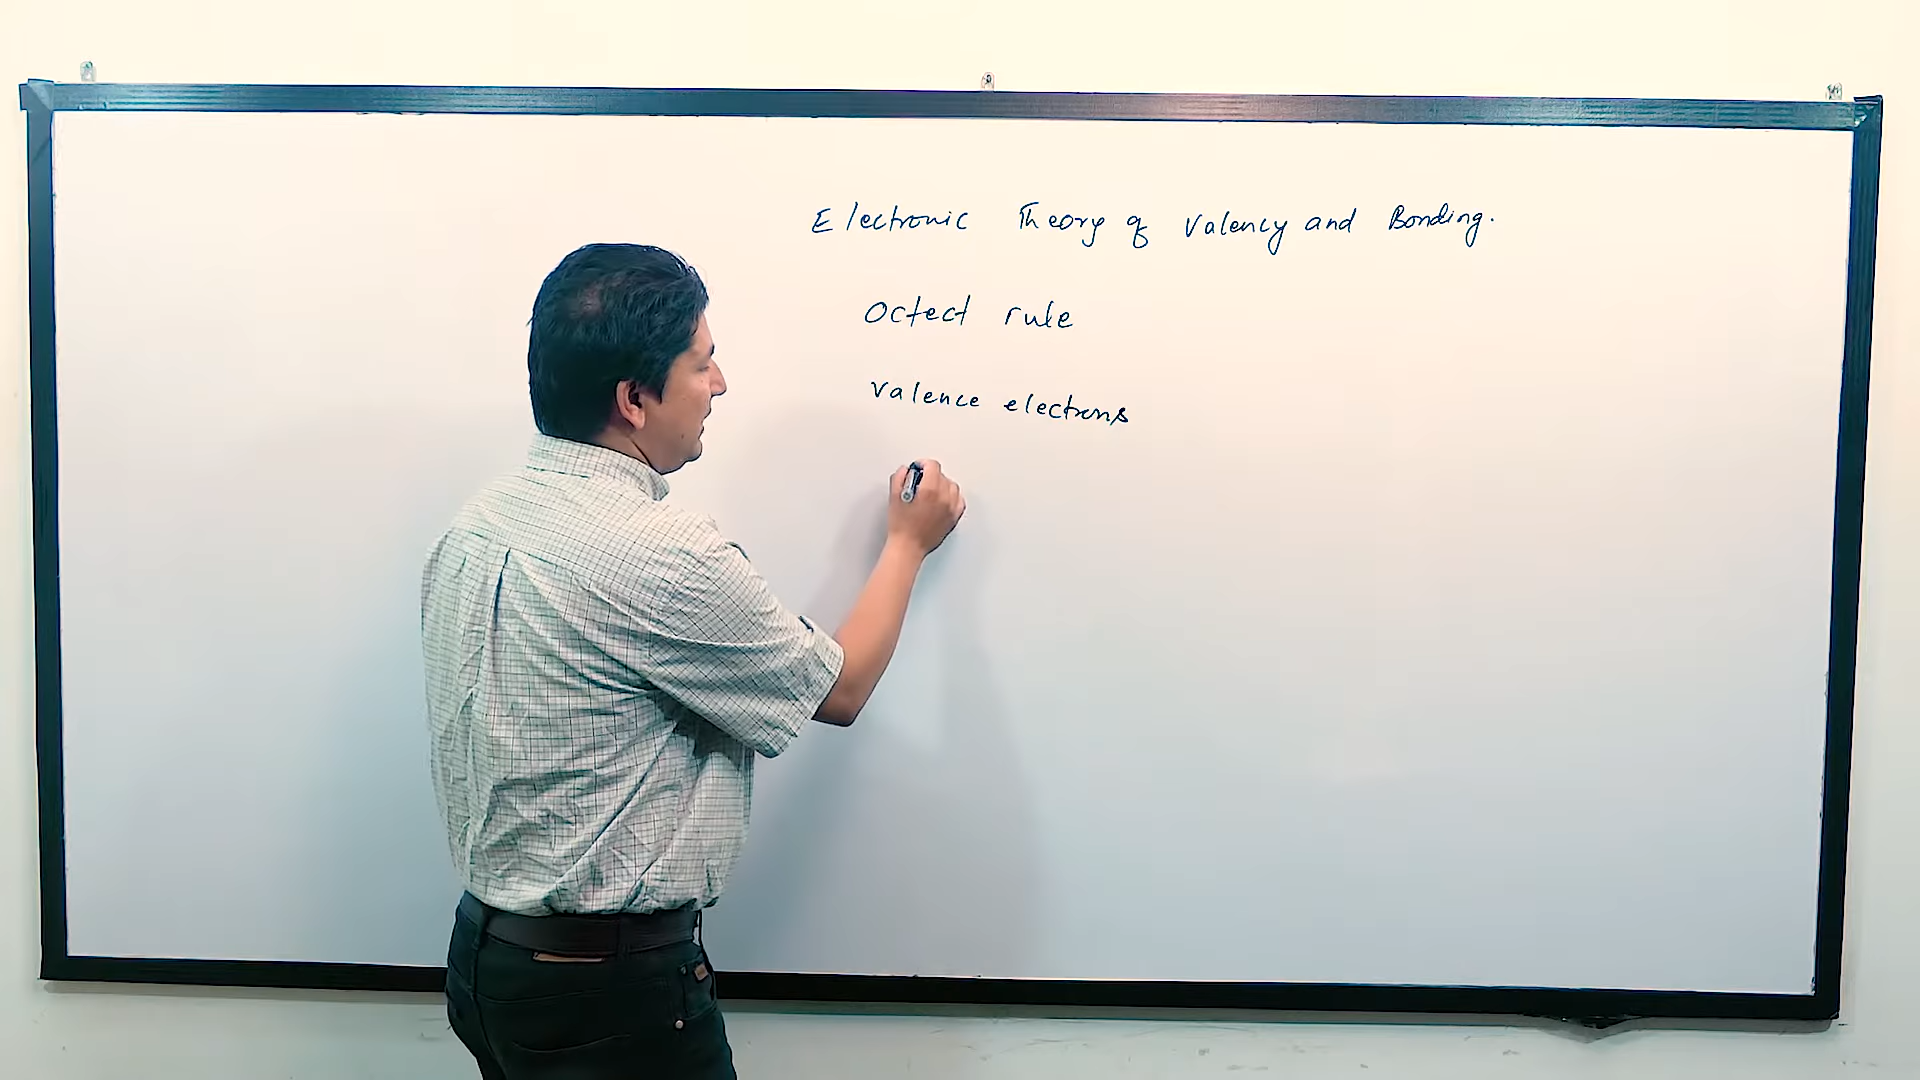 Electronic Theory of Valency and Bonding.
Octect rule
Valence electrons